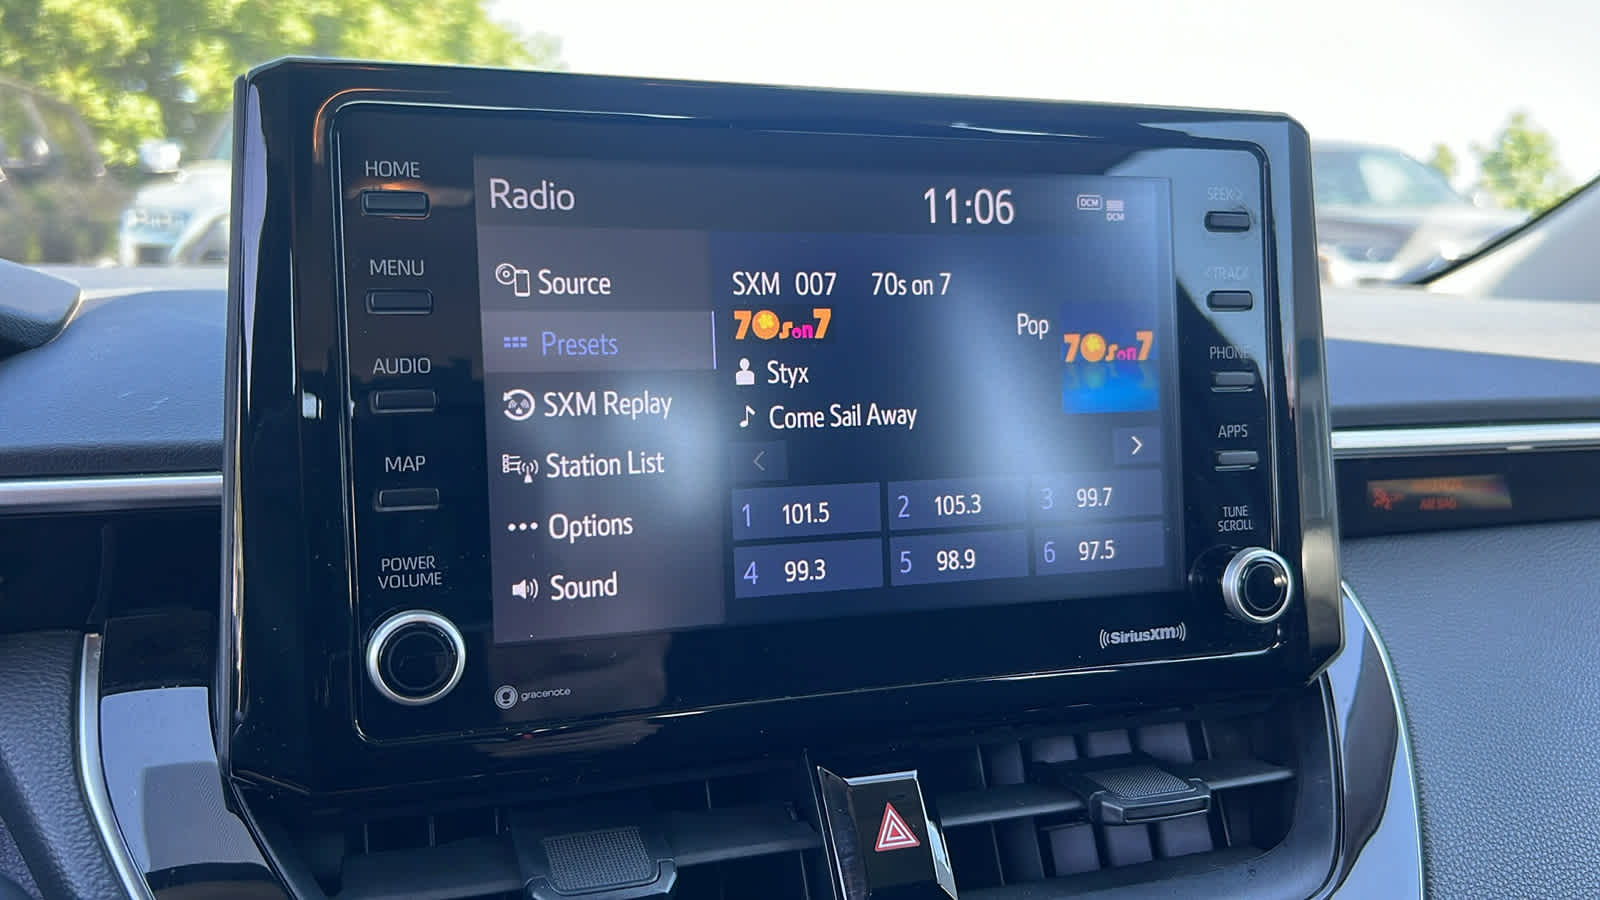 HOME
MENU
AUDIO
MAP
POWER
VOLUME
Radio
11:06
DCM
DCM
Source
Presets
SXM Replay
Station List
Options
Sound
SXM 007 70s on 7
70s on 7
Pop
70s on 7
Styx
Come Sail Away
<
>
1 101.5
2 105.3
3 99.7
4 99.3
5 98.9
6 97.5
SEEK >
< TRACK
PHONE
APPS
TUNE
SCROLL
SiriusXM
gracenote